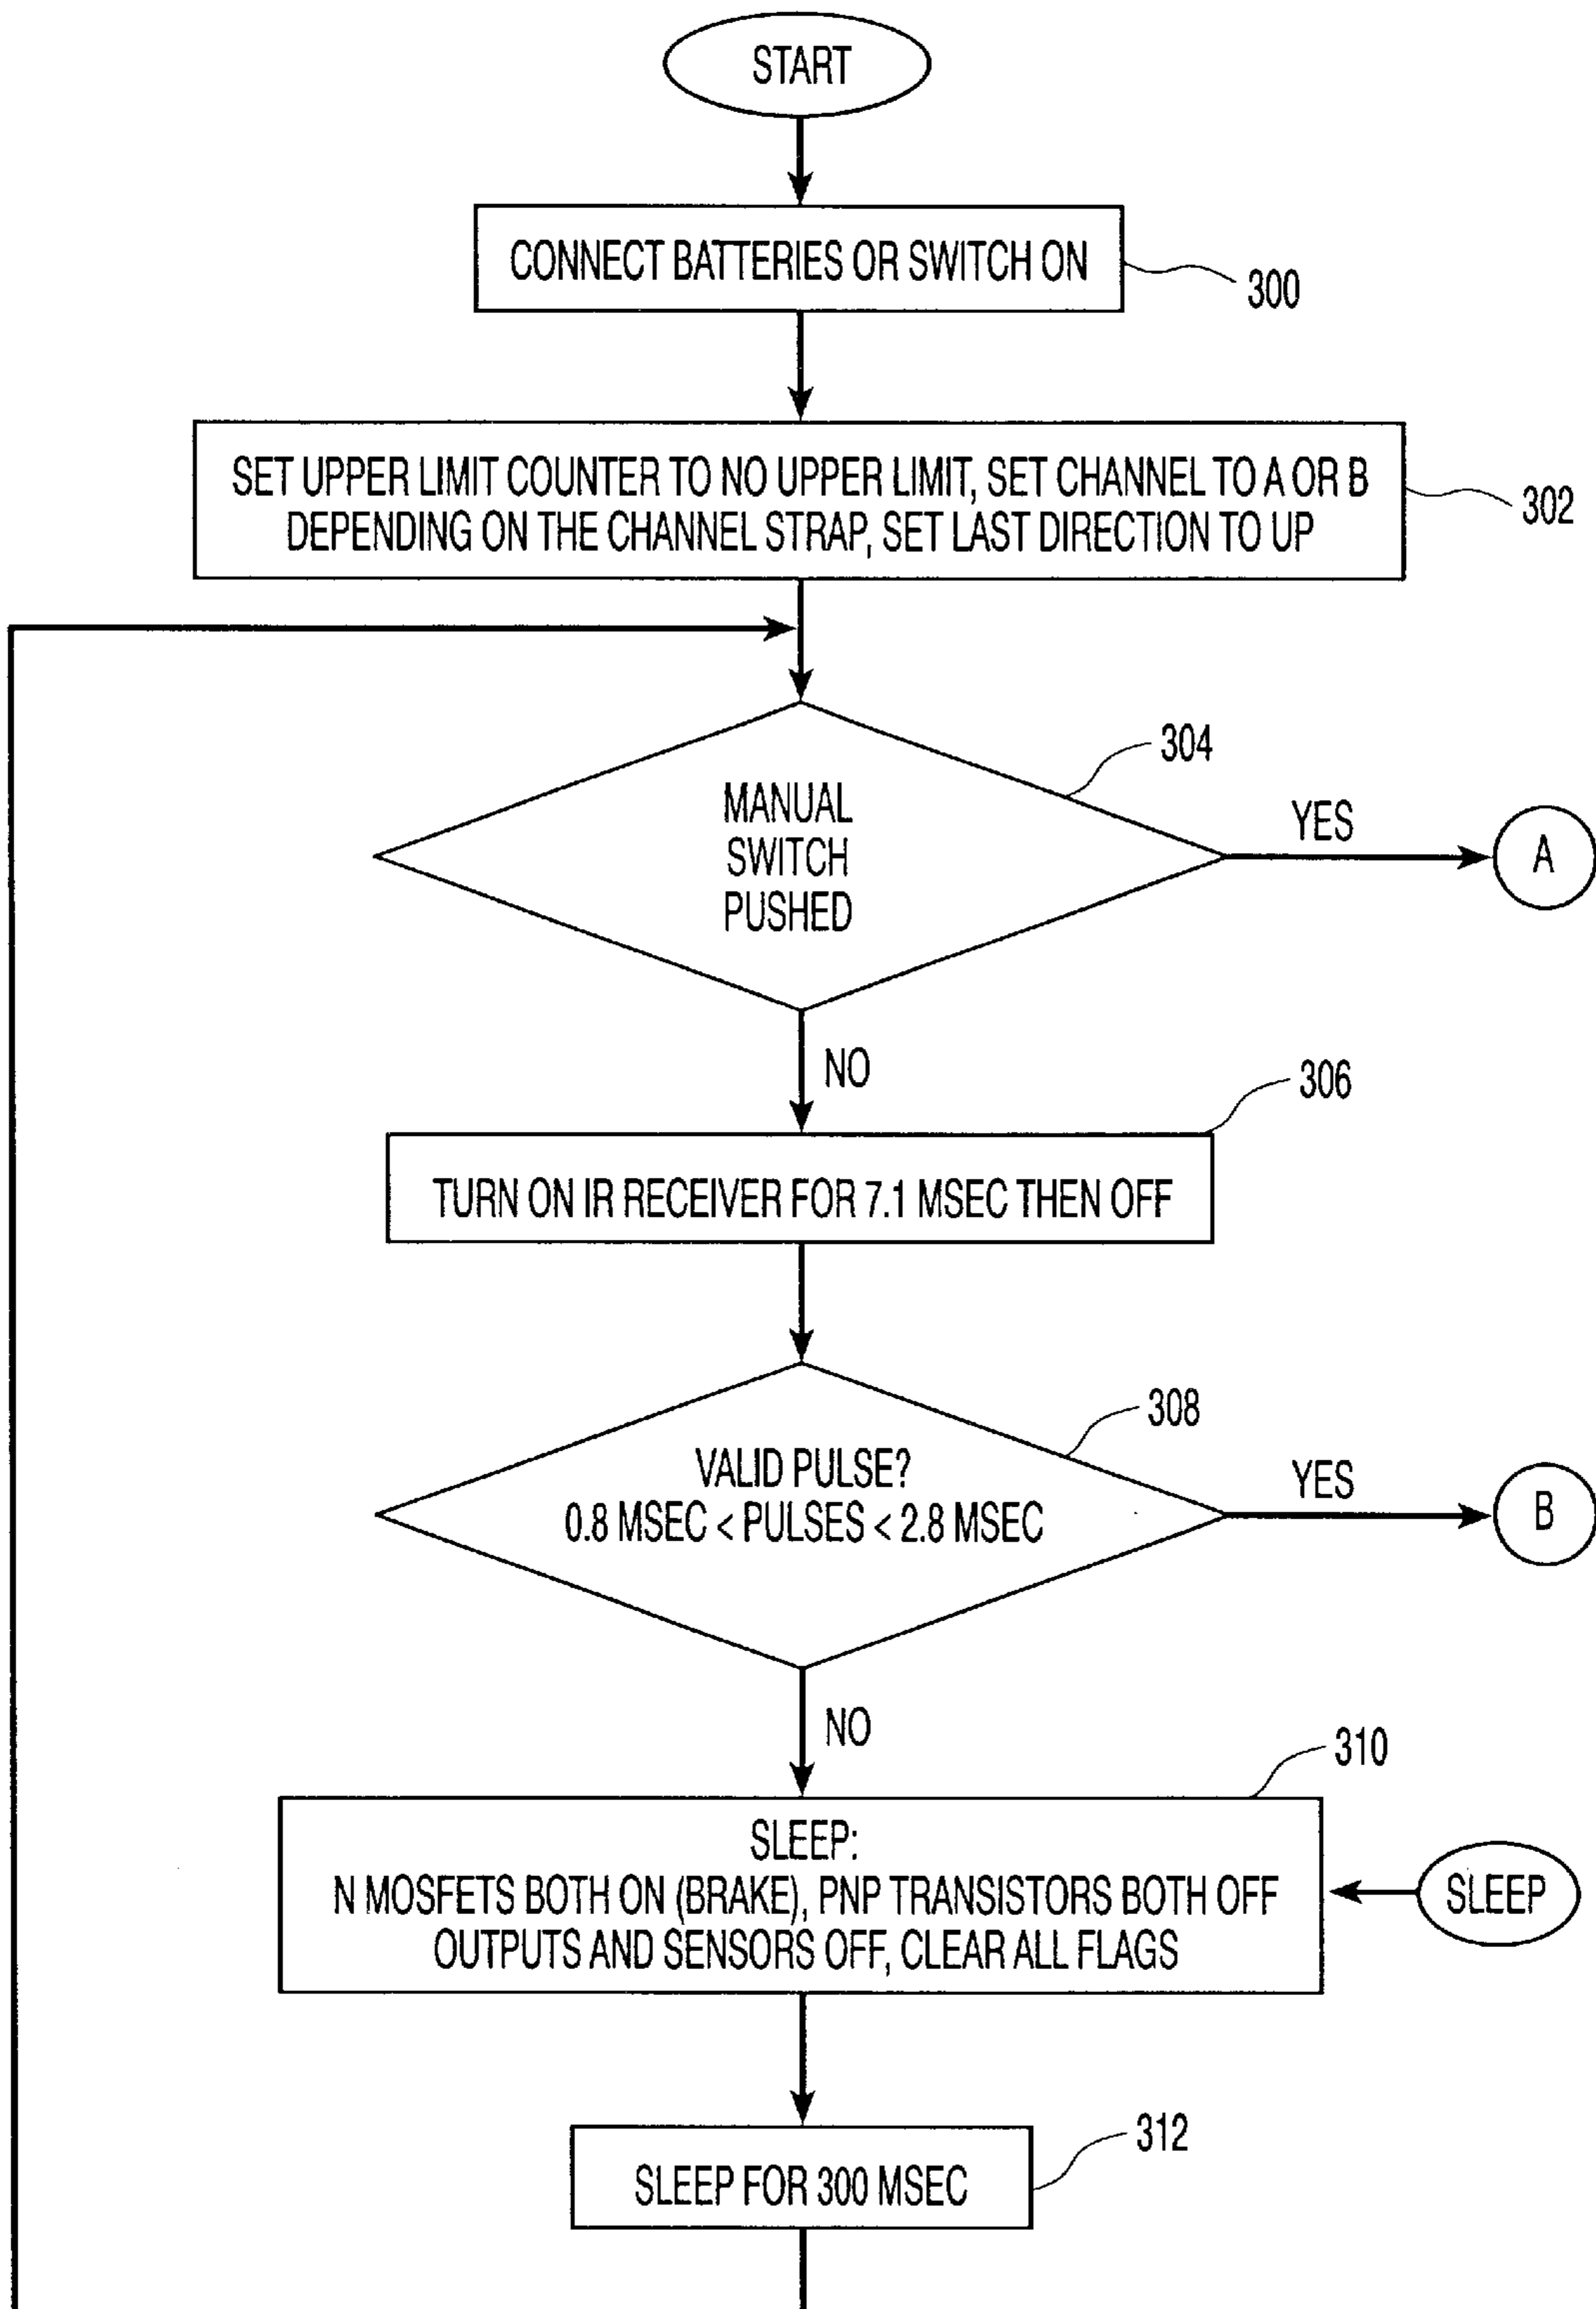 START
CONNECT BATTERIES OR SWITCH ON
300
SET UPPER LIMIT COUNTER TO NO UPPER LIMIT, SET CHANNEL TO A OR B
DEPENDING ON THE CHANNEL STRAP, SET LAST DIRECTION TO UP
302
304
MANUAL
SWITCH
PUSHED
YES
A
NO
306
TURN ON IR RECEIVER FOR 7.1 MSEC THEN OFF
308
VALID PULSE?
0.8 MSEC < PULSES < 2.8 MSEC
YES
B
NO
310
SLEEP:
N MOSFETS BOTH ON (BRAKE), PNP TRANSISTORS BOTH OFF
OUTPUTS AND SENSORS OFF, CLEAR ALL FLAGS
SLEEP
312
SLEEP FOR 300 MSEC